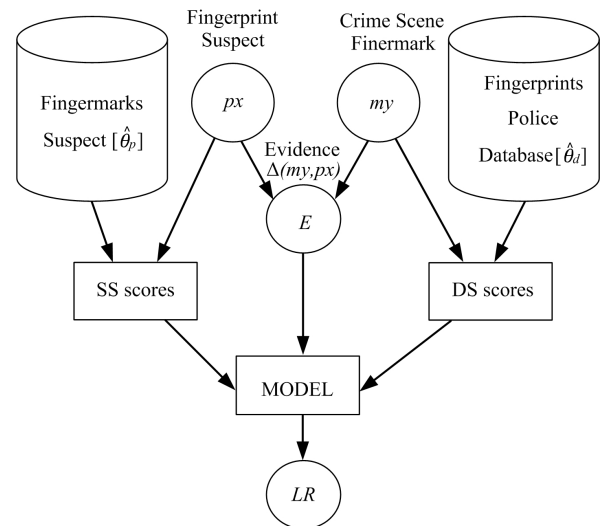 Fingerprint
Suspect
Crime Scene
Finermark
Fingermarks
Suspect [θ̂p]
px
my
Fingerprints
Police
Database[θ̂d]
Evidence
Δ(my,px)
E
SS scores
DS scores
MODEL
LR